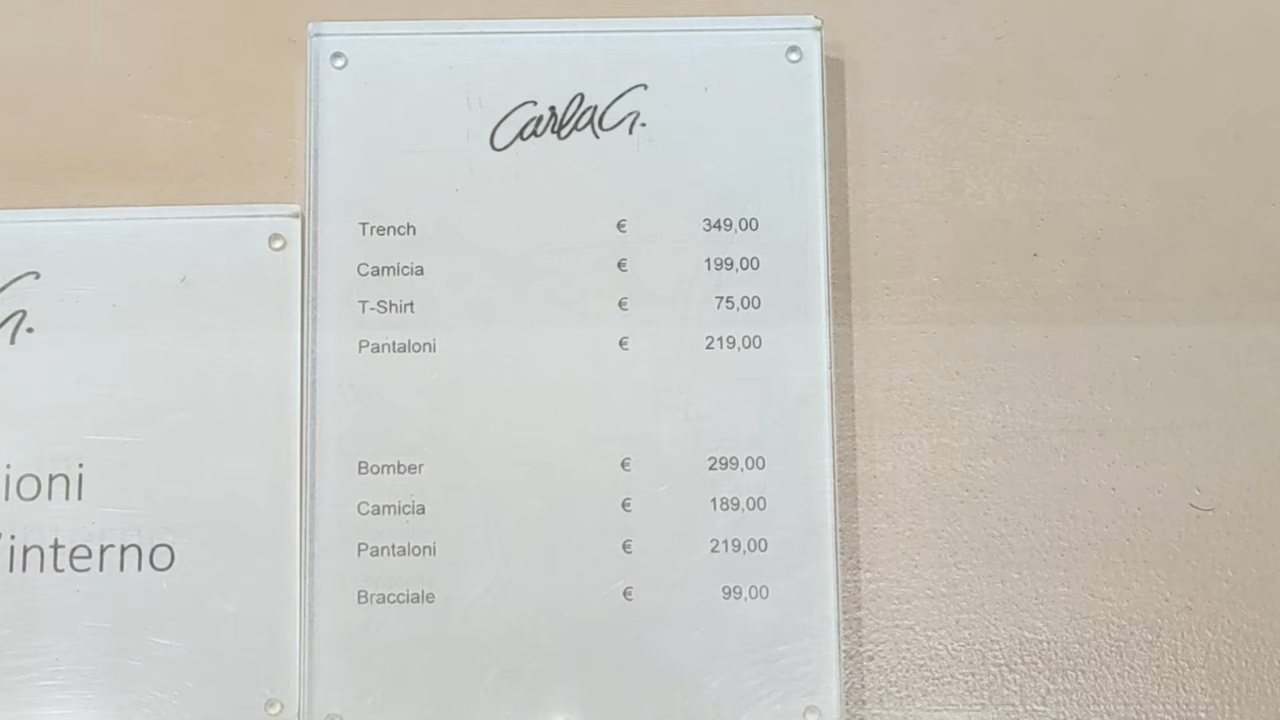 CarlaG.
Trench € 349,00
Camicia € 199,00
T-Shirt € 75,00
Pantaloni € 219,00
Bomber € 299,00
Camicia € 189,00
Pantaloni € 219,00
Bracciale € 99,00
G.
ioni
'interno